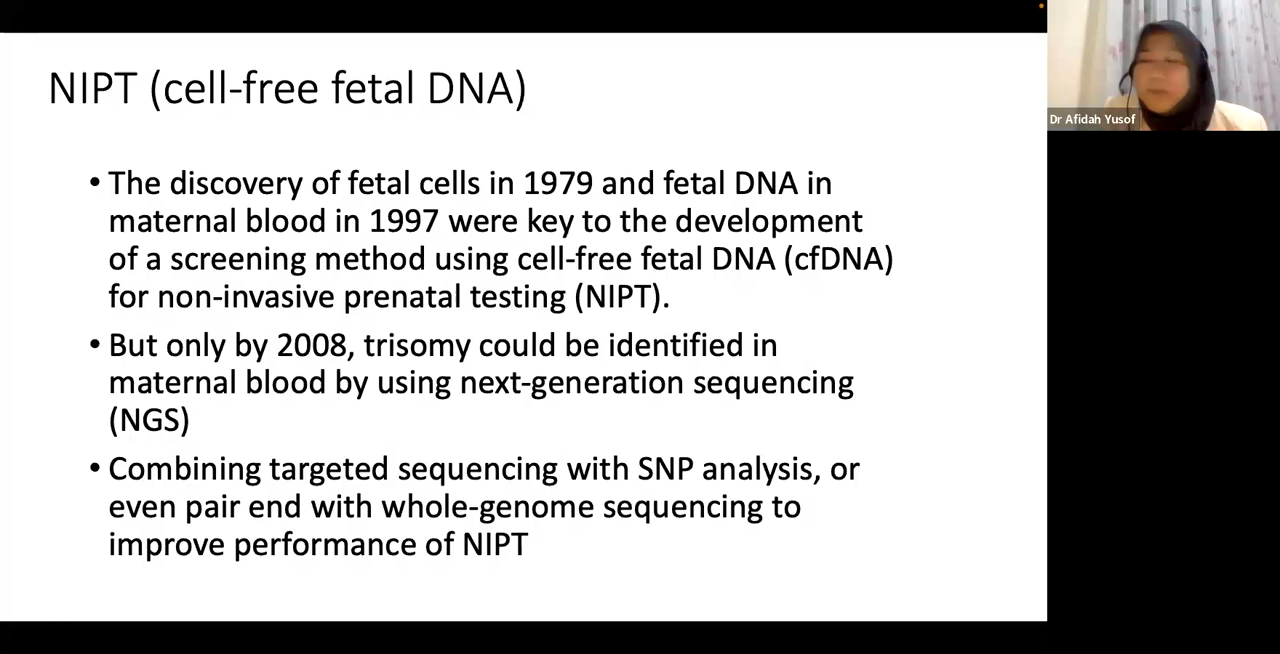 NIPT (cell-free fetal DNA)
• The discovery of fetal cells in 1979 and fetal DNA in
maternal blood in 1997 were key to the development
of a screening method using cell-free fetal DNA (cfDNA)
for non-invasive prenatal testing (NIPT).
• But only by 2008, trisomy could be identified in
maternal blood by using next-generation sequencing
(NGS)
• Combining targeted sequencing with SNP analysis, or
even pair end with whole-genome sequencing to
improve performance of NIPT
Dr Afidah Yusof